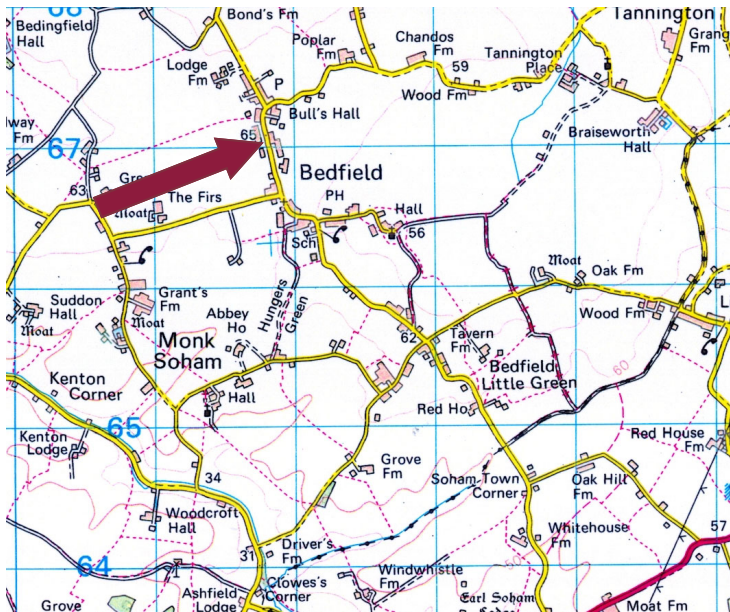 68
Bedingfield
Hall
Bond's Fm
Tannington
Poplar
Fm
Chandos
Fm
Tannington
Place
Lodge
Fm
P
59
Wood Fm
Bull's Hall
Braiseworth
Hall
Fm
67
65
63
Moat
The Firs
Bedfield
PH
Hall
56
Sch
Moat
Oak Fm
Suddon
Hall
Moat
Grant's
Fm
Moat
Abbey
Ho
Hungers
Green
Wood Fm
Monk
Soham
62
Tavern
Fm
Bedfield
Little Green
60
Kenton
Corner
Hall
Red Ho
65
Kenton
Lodge
Red House
Fm
Grove
Fm
34
Soham Town
Corner
Oak Hill
Fm
Woodcroft
Hall
Whitehouse
Fm
57
31
Driver's
Fm
64
Windwhistle
Fm
Ashfield
Lodge
Clowes's
Corner
Earl Soham
Grove
Moat Fm